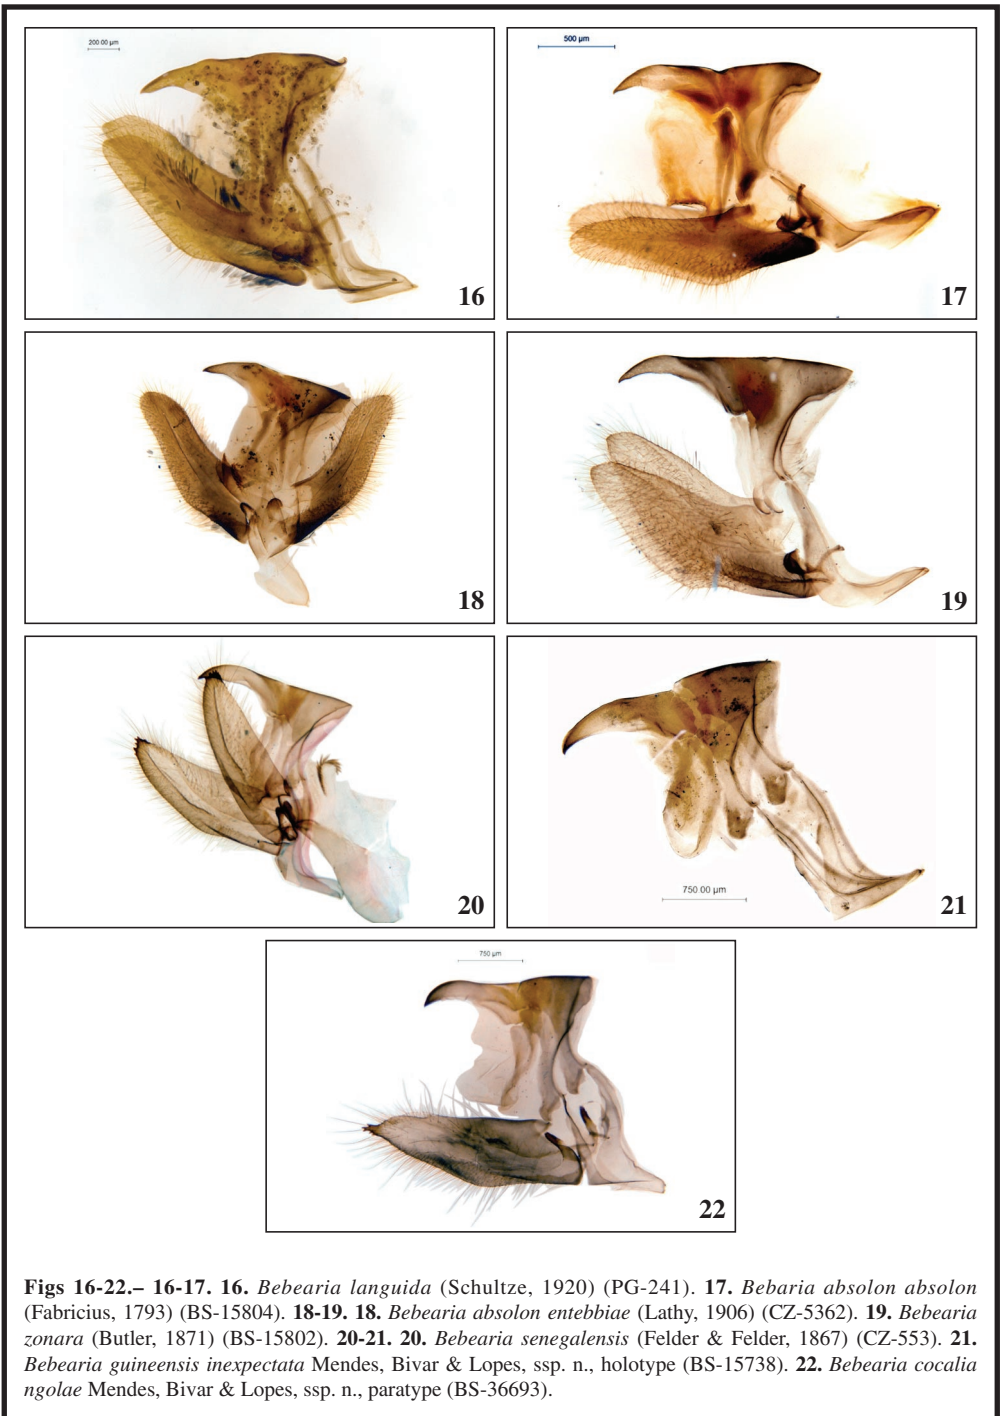 200.00 µm
16
500 µm
17
18
19
20
750 00 µm
21
750 µm
22
Figs 16-22.– 16-17. 16. Bebearia languida (Schultze, 1920) (PG-241). 17. Bebaria absolon absolon
(Fabricius, 1793) (BS-15804). 18-19. 18. Bebearia absolon entebbiae (Lathy, 1906) (CZ-5362). 19. Bebearia
zonara (Butler, 1871) (BS-15802). 20-21. 20. Bebearia senegalensis (Felder & Felder, 1867) (CZ-553). 21.
Bebearia guineensis inexpectata Mendes, Bivar & Lopes, ssp. n., holotype (BS-15738). 22. Bebearia cocalia
ngolae Mendes, Bivar & Lopes, ssp. n., paratype (BS-36693).